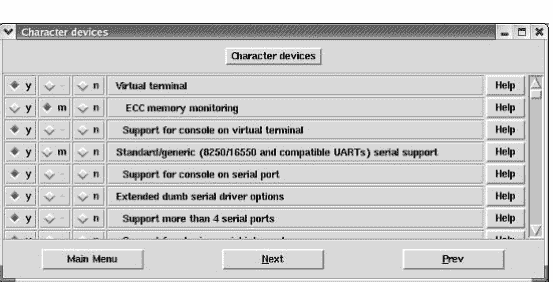 Character devices
Character devices
y - n Virtual terminal Help
y m n ECC memory monitoring Help
y - n Support for console on virtual terminal Help
y m n Standard/generic (8250/16550 and compatible UARTs) serial support Help
y - n Support for console on serial port Help
y - n Extended dumb serial driver options Help
y - n Support more than 4 serial ports Help
Main Menu Next Prev